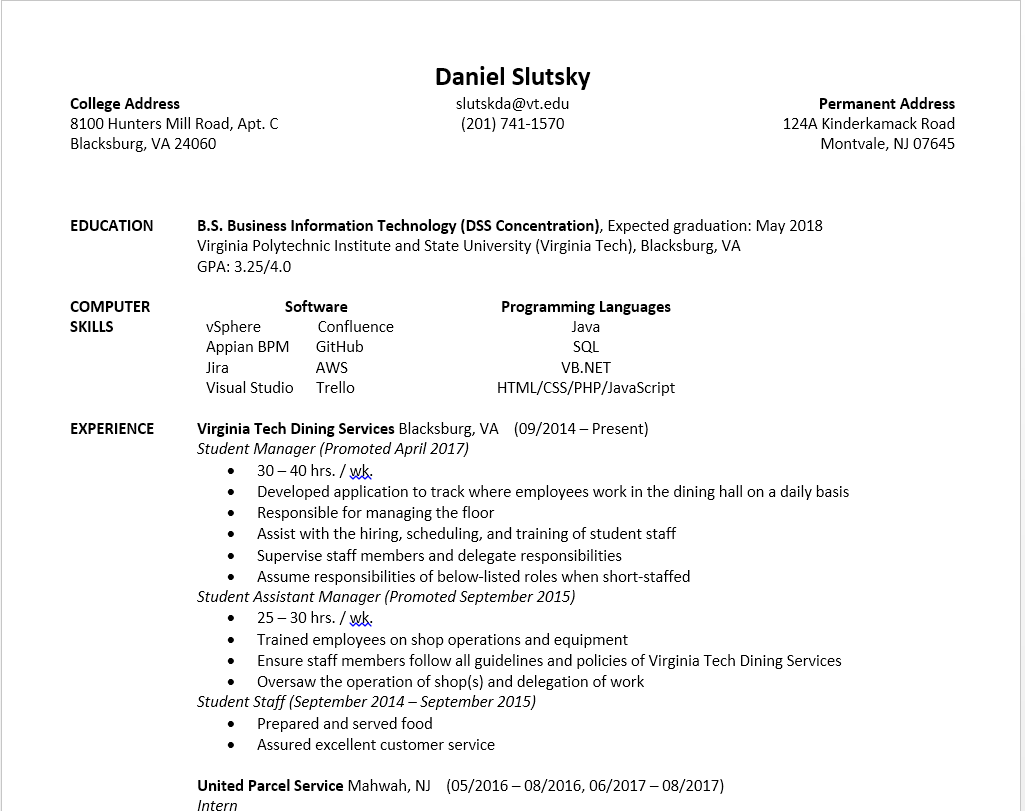 Daniel Slutsky
College Address slutskda@vt.edu Permanent Address
8100 Hunters Mill Road, Apt. C (201) 741-1570 124A Kinderkamack Road
Blacksburg, VA 24060 Montvale, NJ 07645
EDUCATION B.S. Business Information Technology (DSS Concentration), Expected graduation: May 2018
Virginia Polytechnic Institute and State University (Virginia Tech), Blacksburg, VA
GPA: 3.25/4.0
COMPUTER Software Programming Languages
SKILLS vSphere Confluence Java
Appian BPM GitHub SQL
Jira AWS VB.NET
Visual Studio Trello HTML/CSS/PHP/JavaScript
EXPERIENCE Virginia Tech Dining Services Blacksburg, VA (09/2014 – Present)
Student Manager (Promoted April 2017)
• 30 – 40 hrs. / wk.
• Developed application to track where employees work in the dining hall on a daily basis
• Responsible for managing the floor
• Assist with the hiring, scheduling, and training of student staff
• Supervise staff members and delegate responsibilities
• Assume responsibilities of below-listed roles when short-staffed
Student Assistant Manager (Promoted September 2015)
• 25 – 30 hrs. / wk.
• Trained employees on shop operations and equipment
• Ensure staff members follow all guidelines and policies of Virginia Tech Dining Services
• Oversaw the operation of shop(s) and delegation of work
Student Staff (September 2014 – September 2015)
• Prepared and served food
• Assured excellent customer service
United Parcel Service Mahwah, NJ (05/2016 – 08/2016, 06/2017 – 08/2017)
Intern